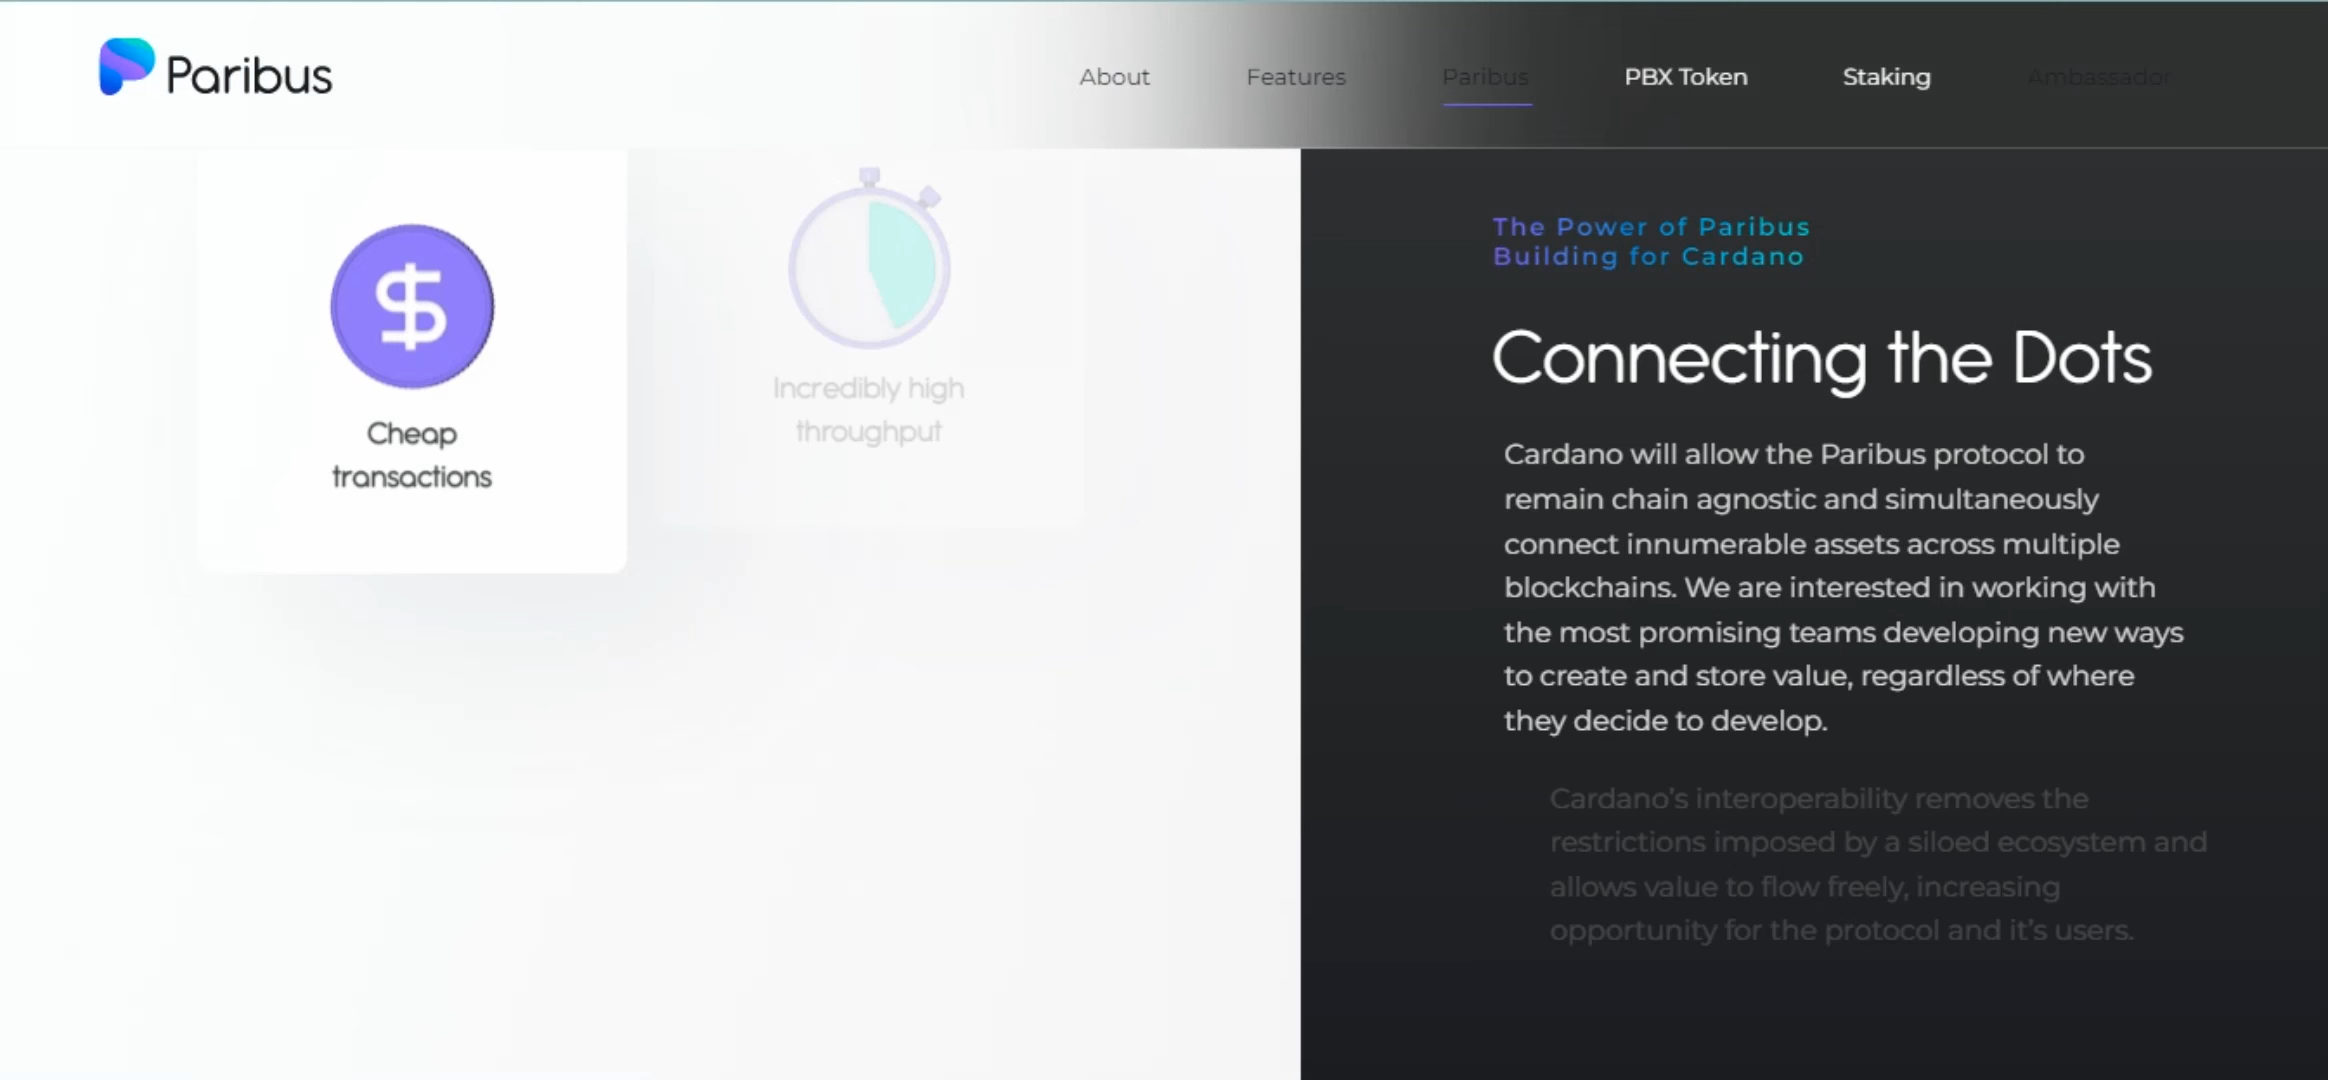 Paribus
About
Features
Paribus
PBX Token
Staking
Ambassador
$
Cheap
transactions
Incredibly high
throughput
The Power of Paribus
Building for Cardano
Connecting the Dots
Cardano will allow the Paribus protocol to
remain chain agnostic and simultaneously
connect innumerable assets across multiple
blockchains. We are interested in working with
the most promising teams developing new ways
to create and store value, regardless of where
they decide to develop.
Cardano’s interoperability removes the
restrictions imposed by a siloed ecosystem and
allows value to flow freely, increasing
opportunity for the protocol and it’s users.